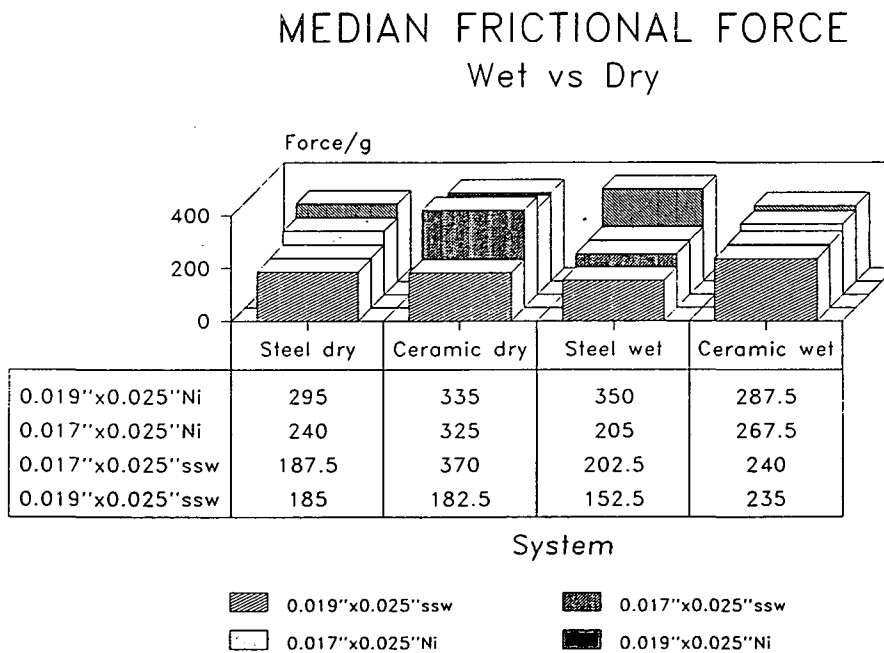 MEDIAN FRICTIONAL FORCE
Wet vs Dry
Force/g
400
200
0
Steel dry Ceramic dry Steel wet Ceramic wet
0.019"x0.025"Ni 295 335 350 287.5
0.017"x0.025"Ni 240 325 205 267.5
0.017"x0.025"ssw 187.5 370 202.5 240
0.019"x0.025"ssw 185 182.5 152.5 235
System
0.019"x0.025"ssw 0.017"x0.025"ssw
0.017"x0.025"Ni 0.019"x0.025"Ni